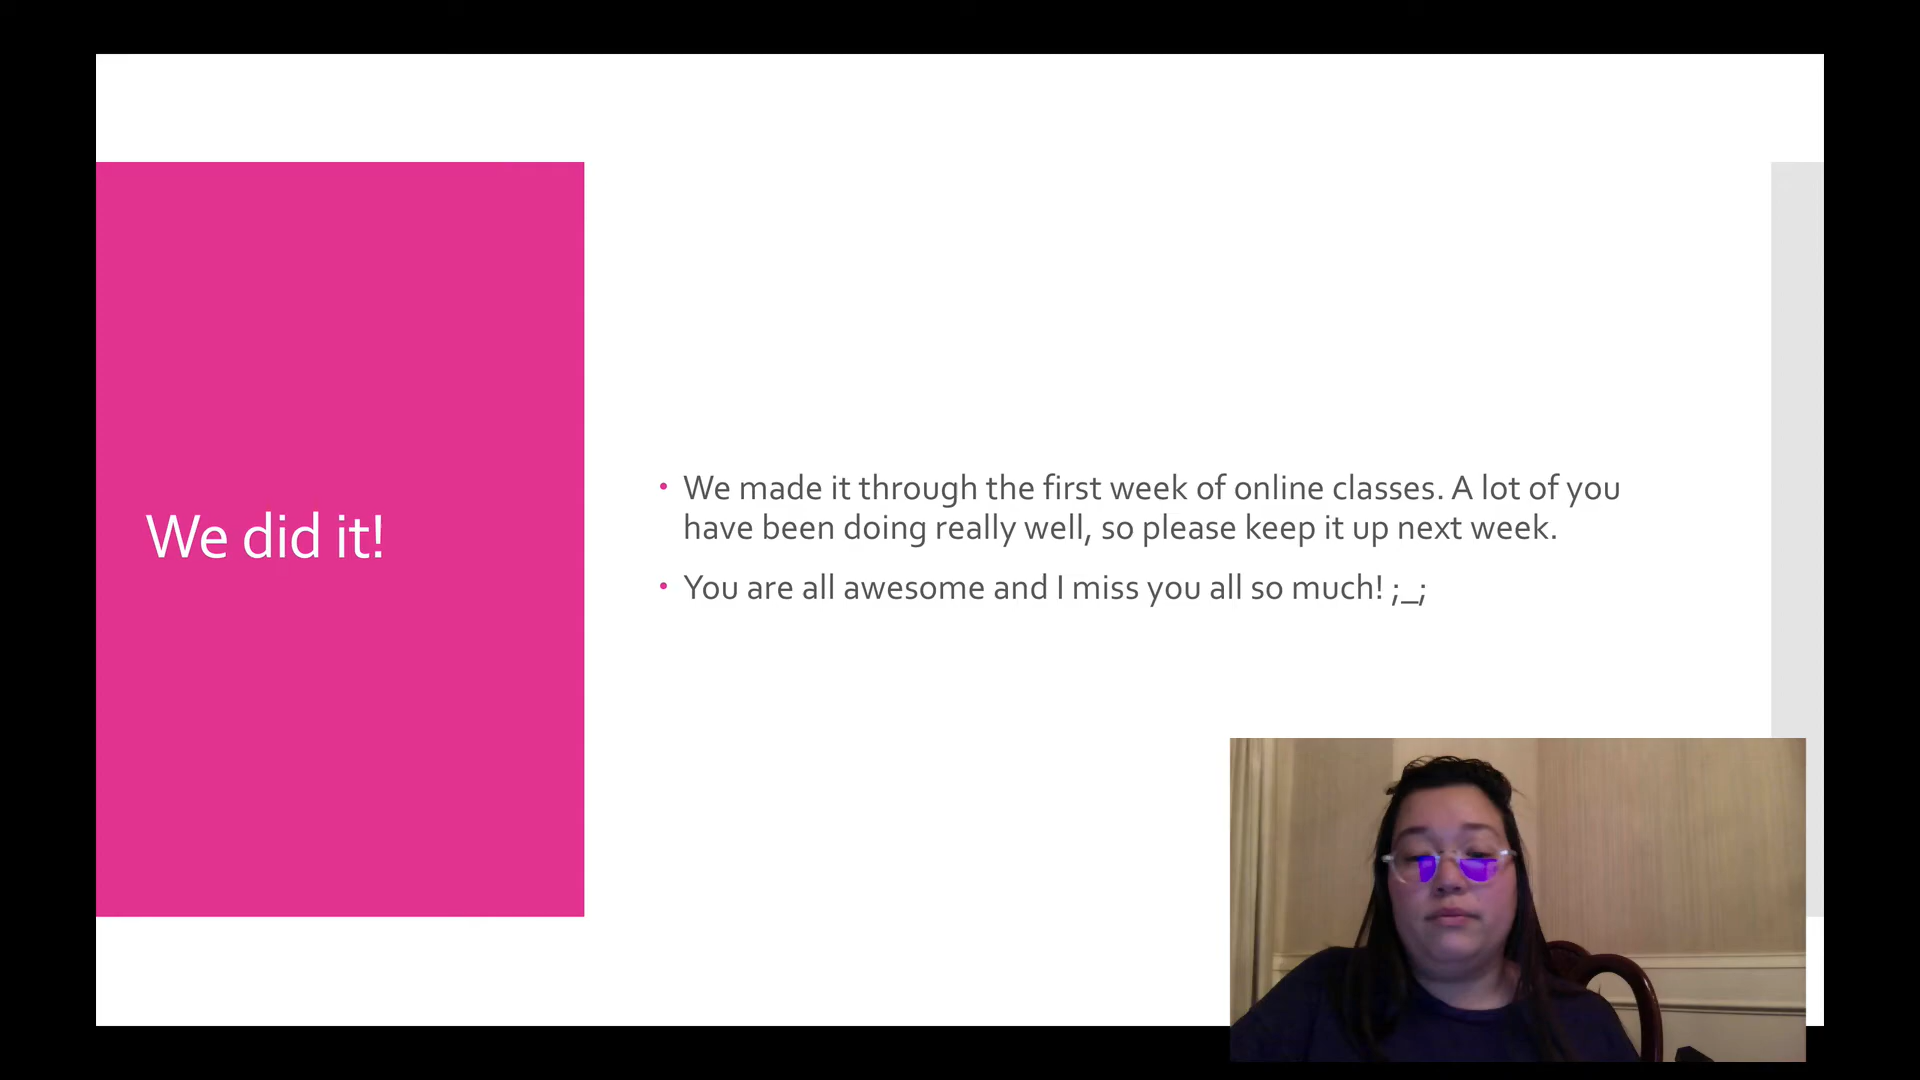 We did it!
• We made it through the first week of online classes. A lot of you
have been doing really well, so please keep it up next week.
• You are all awesome and I miss you all so much! ;_;